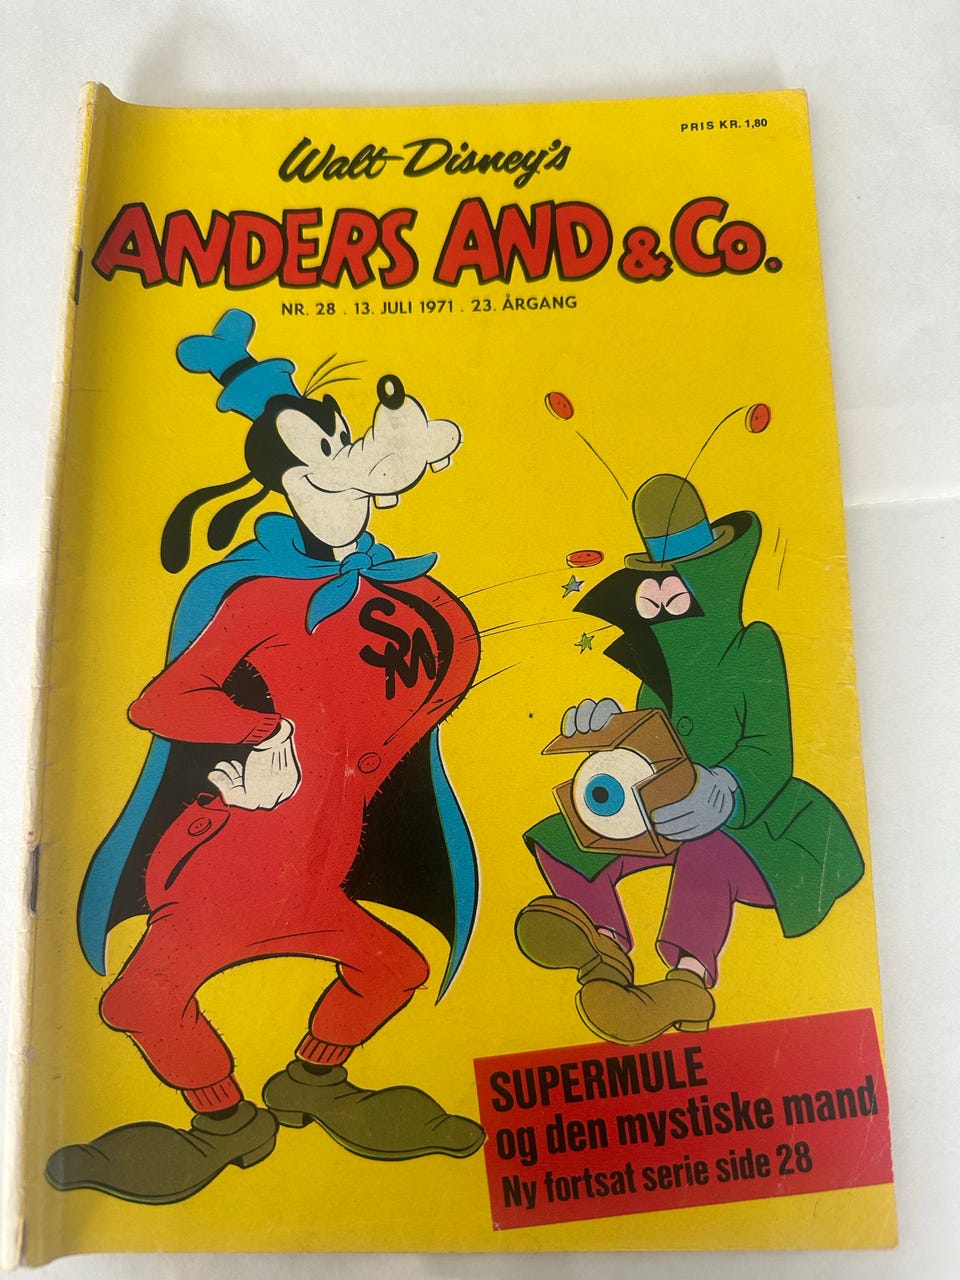 PRIS KR. 1,80
Walt Disney's
ANDERS AND & Co.
NR. 28 . 13. JULI 1971 . 23. ÅRGANG
SM
SUPERMULE
og den mystiske mand
Ny fortsat serie side 28